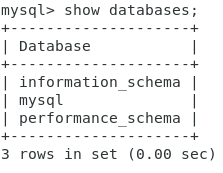 mysql> show databases;
+--------------------+
| Database           |
+--------------------+
| information_schema |
| mysql              |
| performance_schema |
+--------------------+
3 rows in set (0.00 sec)